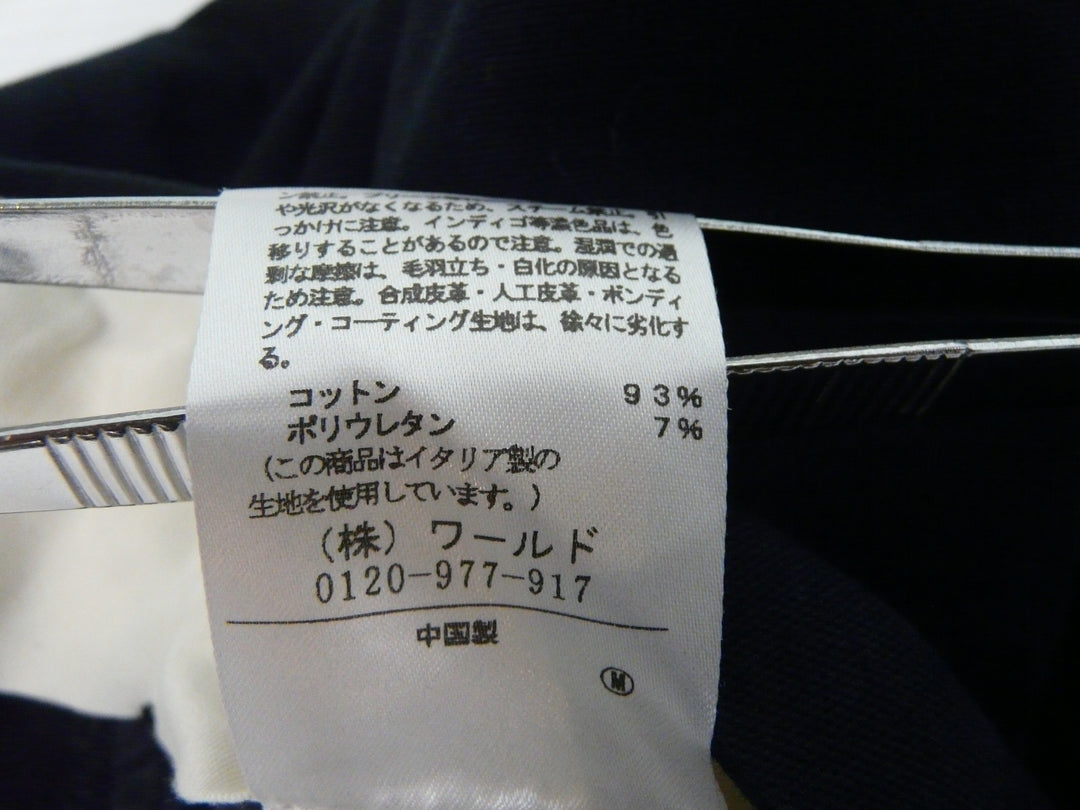 や光沢がなくなるため、スチーム禁止。引
っかけに注意。インディゴ等濃色品は、色
移りすることがあるので注意。湿潤での過
剰な摩擦は、毛羽立ち・白化の原因となる
ため注意。合成皮革・人工皮革・ボンディ
ング・コーティング生地は、徐々に劣化す
る。
コットン 93%
ポリウレタン 7%
(この商品はイタリア製の
生地を使用しています。)
(株) ワールド
0120-977-917
中国製
M